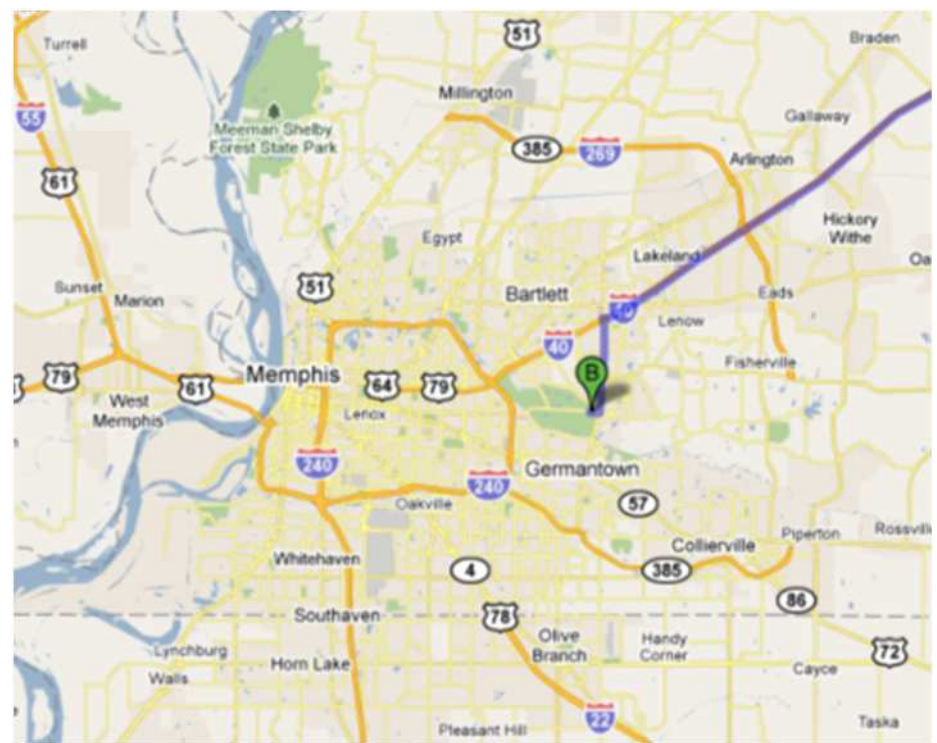 51
Turrell
Braden
Millington
55
Gallaway
Meeman Shelby
Forest State Park
385
269
Arlington
61
Hickory
Withe
Egypt
Lakeland
Oa
51
Sunset
Marion
Bartlett
Eads
40
Lenow
40
Fisherville
79
61
Memphis
64
79
B
West
Memphis
Lenox
240
Germantown
240
Oakville
57
Piperton
Rossvill
Whitehaven
Collierville
4
385
86
Southaven
78
Lynchburg
Olive
Branch
Handy
Corner
72
Horn Lake
Walls
Cayce
22
Taska
Pleasant Hill